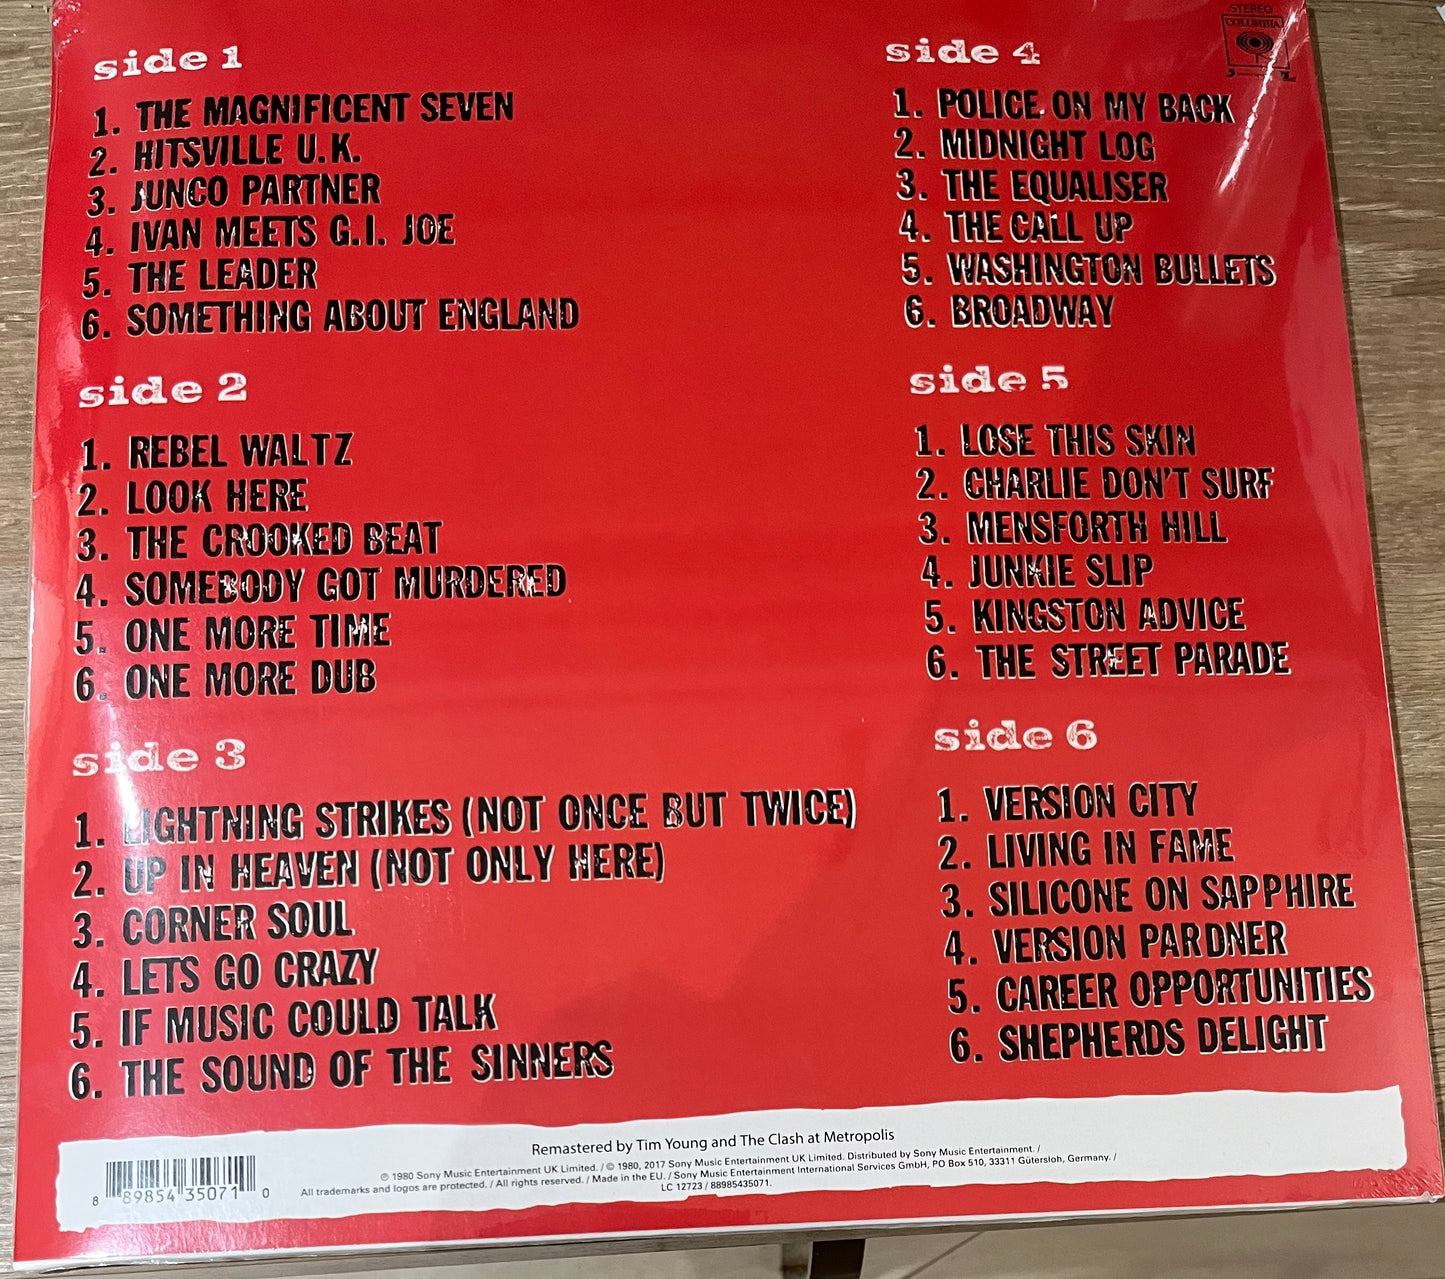 side 1
1. THE MAGNIFICENT SEVEN
2. HITSVILLE U.K.
3. JUNCO PARTNER
4. IVAN MEETS G.I. JOE
5. THE LEADER
6. SOMETHING ABOUT ENGLAND
side 2
1. REBEL WALTZ
2. LOOK HERE
3. THE CROOKED BEAT
4. SOMEBODY GOT MURDERED
5. ONE MORE TIME
6. ONE MORE DUB
side 3
1. LIGHTNING STRIKES (NOT ONCE BUT TWICE)
2. UP IN HEAVEN (NOT ONLY HERE)
3. CORNER SOUL
4. LETS GO CRAZY
5. IF MUSIC COULD TALK
6. THE SOUND OF THE SINNERS
STEREO
COLUMBIA
side 4
1. POLICE ON MY BACK
2. MIDNIGHT LOG
3. THE EQUALISER
4. THE CALL UP
5. WASHINGTON BULLETS
6. BROADWAY
side 5
1. LOSE THIS SKIN
2. CHARLIE DON'T SURF
3. MENSFORTH HILL
4. JUNKIE SLIP
5. KINGSTON ADVICE
6. THE STREET PARADE
side 6
1. VERSION CITY
2. LIVING IN FAME
3. SILICONE ON SAPPHIRE
4. VERSION PARDNER
5. CAREER OPPORTUNITIES
6. SHEPHERDS DELIGHT
8 89854 35071 0
Remastered by Tim Young and The Clash at Metropolis
℗ 1980 Sony Music Entertainment UK Limited. / © 1980, 2017 Sony Music Entertainment UK Limited. Distributed by Sony Music Entertainment. /
All trademarks and logos are protected. / All rights reserved. / Made in the EU. / Sony Music Entertainment International Services GmbH, PO Box 510, 33311 Gütersloh, Germany. /
LC 12723 / 88985435071.